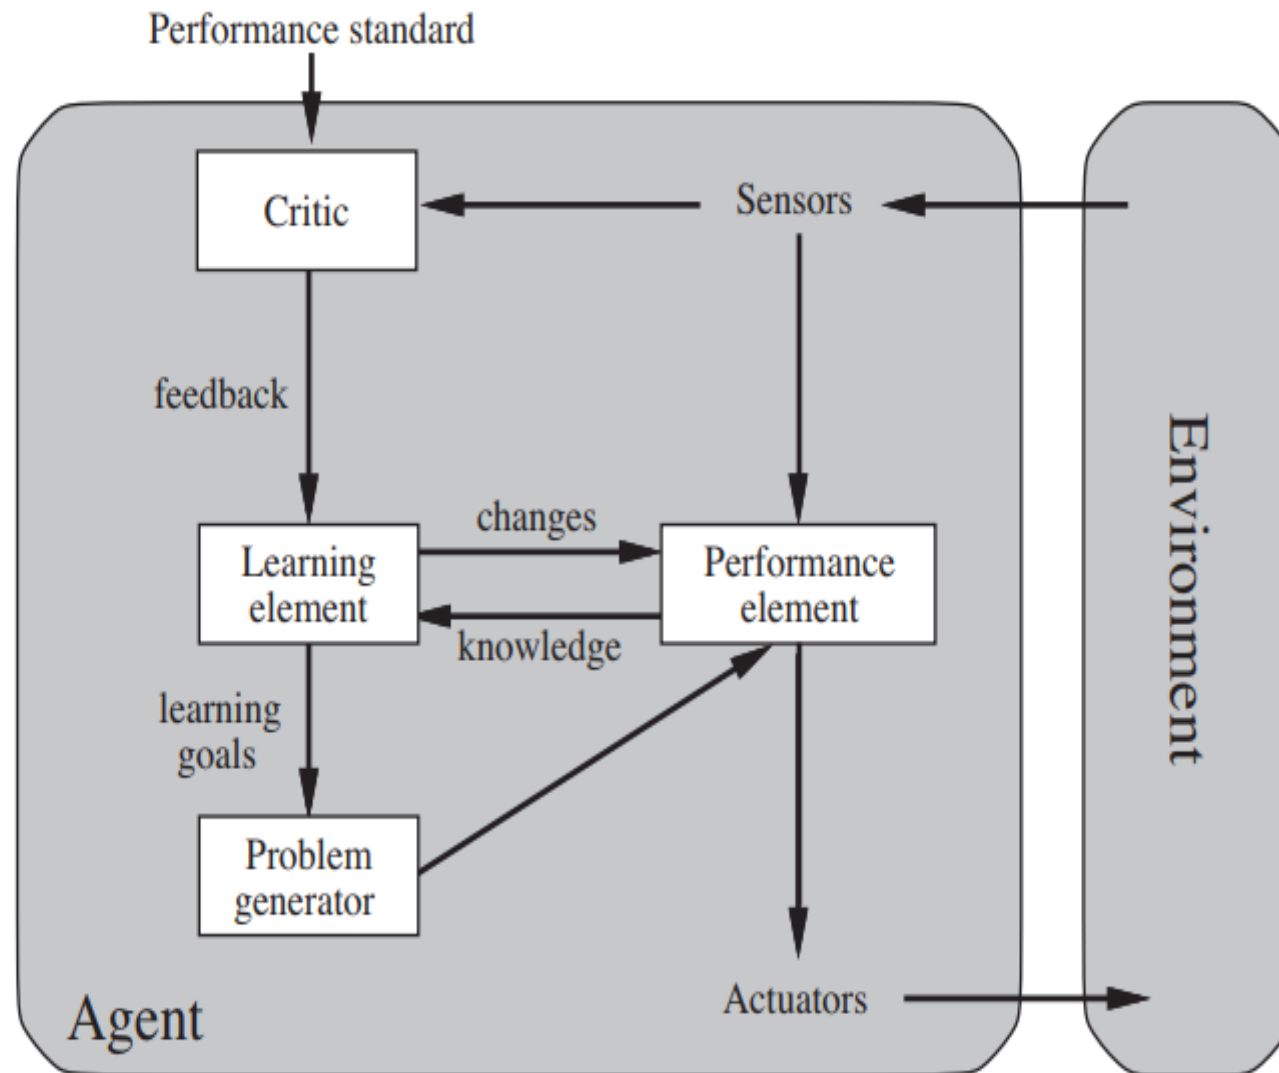 Performance standard
Critic
Sensors
feedback
changes
Learning
element
Performance
element
knowledge
learning
goals
Problem
generator
Agent
Actuators
Environment